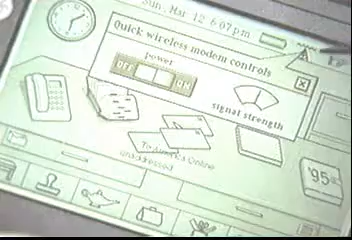 Sun, Mar 12 6:07 pm
Quick wireless modem controls
power
OFF
ON
signal strength
To America Online
unaddressed
'95